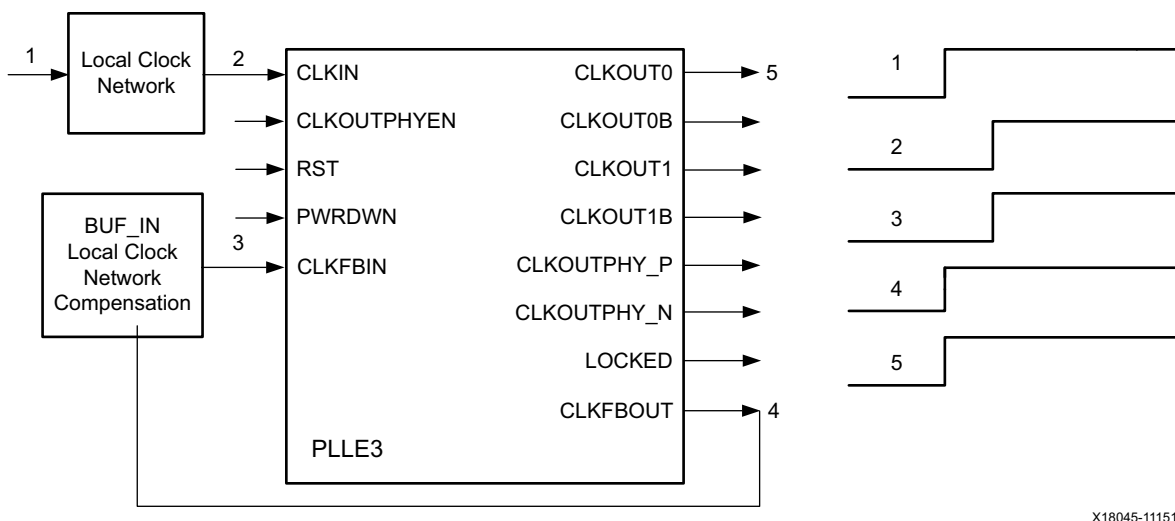 1
Local Clock
Network
2
CLKIN
CLKOUTPHYEN
RST
PWRDWN
BUF_IN
Local Clock
Network
Compensation
3
CLKFBIN
CLKOUT0
5
CLKOUT0B
CLKOUT1
CLKOUT1B
CLKOUTPHY_P
CLKOUTPHY_N
LOCKED
CLKFBOUT
4
PLLE3
1
2
3
4
5
X18045-11151